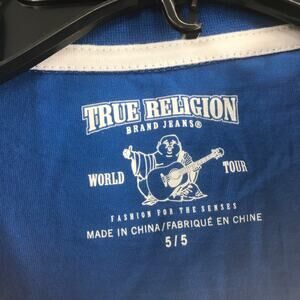 TRUE RELIGION
BRAND JEANS®
WORLD TOUR
FASHION FOR THE SENSES
MADE IN CHINA/FABRIQUÉ EN CHINE
5/5